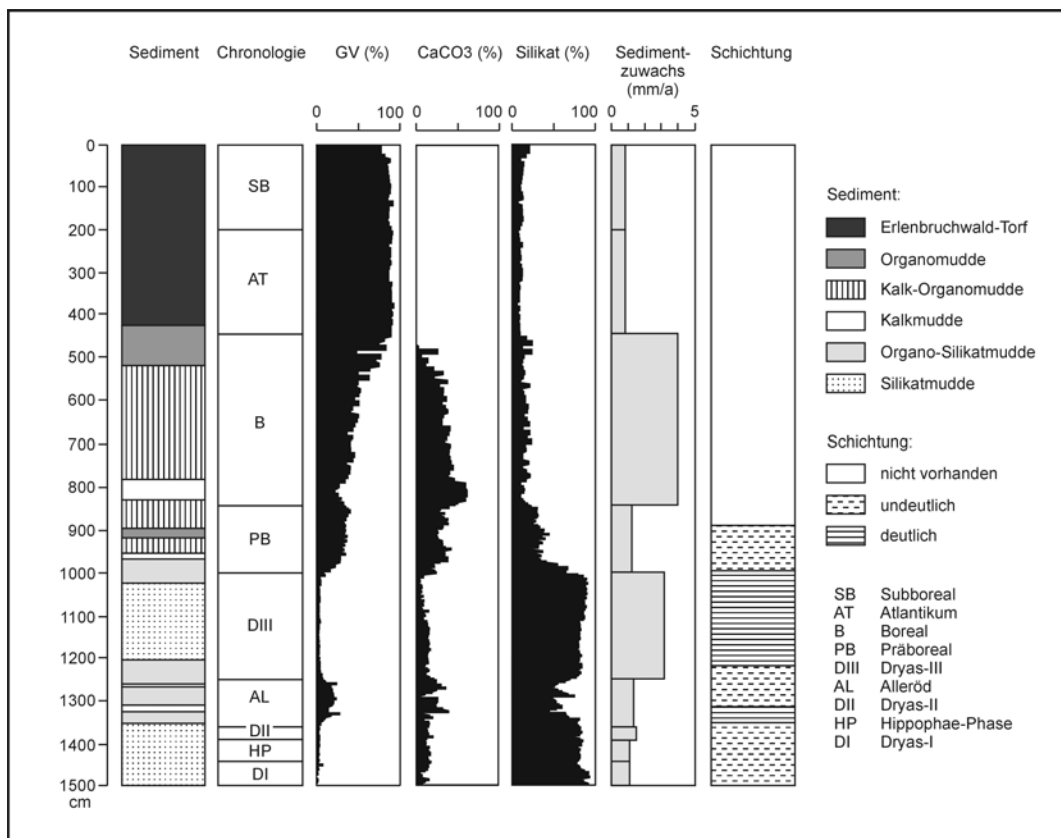 Sediment Chronologie GV (%) CaCO3 (%) Silikat (%) Sediment- Schichtung
zuwachs
(mm/a)
0 100 0 100 0 100 0 5
0
100
200
300
400
500
600
700
800
900
1000
1100
1200
1300
1400
1500
cm
SB
AT
B
PB
DIII
AL
DII
HP
DI
Sediment:
Erlenbruchwald-Torf
Organomudde
Kalk-Organomudde
Kalkmudde
Organo-Silikatmudde
Silikatmudde
Schichtung:
nicht vorhanden
undeutlich
deutlich
SB Subboreal
AT Atlantikum
B Boreal
PB Präboreal
DIII Dryas-III
AL Alleröd
DII Dryas-II
HP Hippophae-Phase
DI Dryas-I